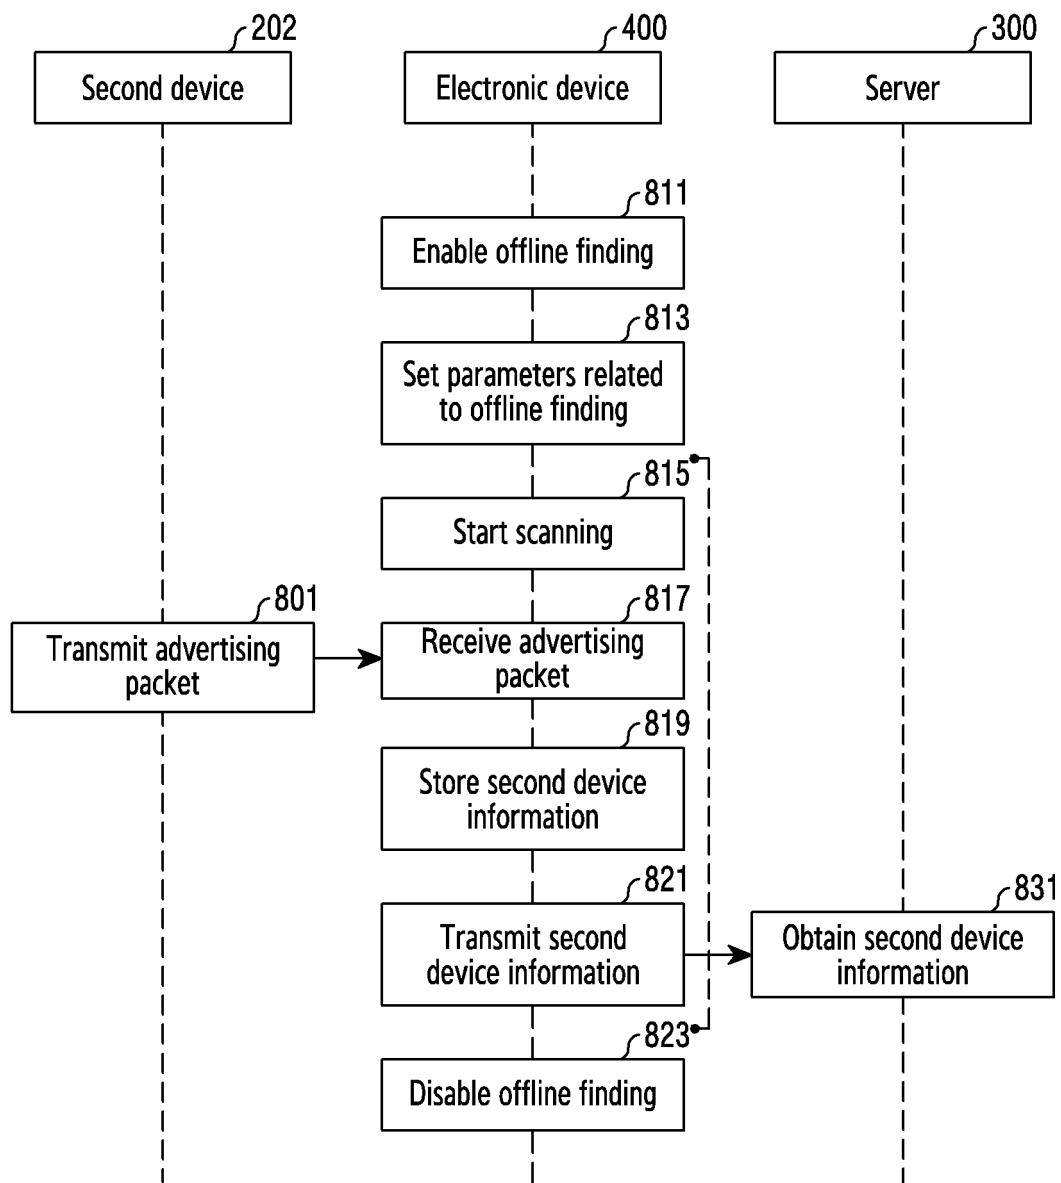 202
400
300
Second device
Electronic device
Server
811
Enable offline finding
813
Set parameters related
to offline finding
815
Start scanning
801
817
Transmit advertising
packet
Receive advertising
packet
819
Store second device
information
821
831
Transmit second
device information
Obtain second device
information
823
Disable offline finding